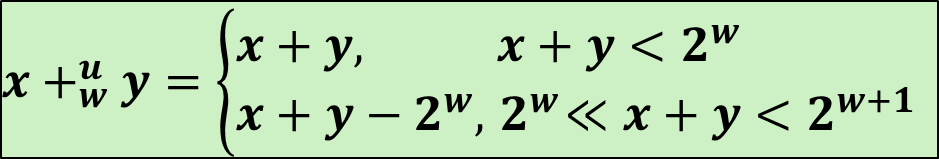 x + y, x + y < 2^w
x +^u_w y = {
x + y − 2^w, 2^w ≪ x + y < 2^{w+1}